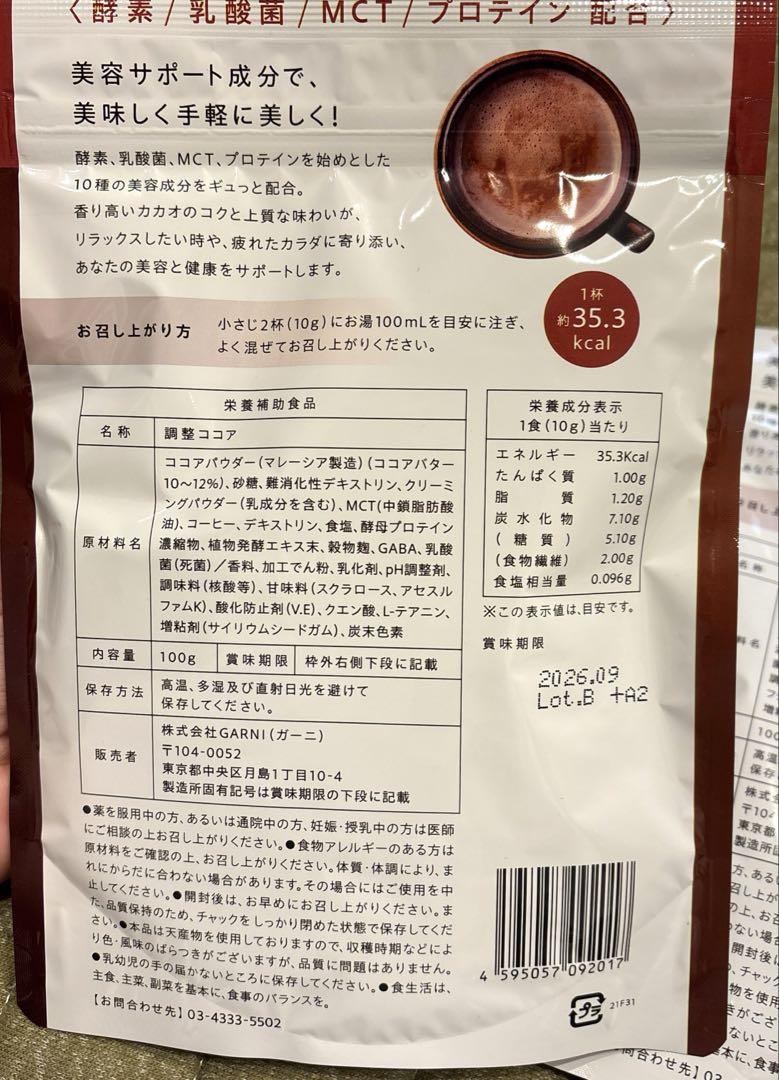 〈酵素/乳酸菌/MCT/プロテイン 配合〉
美容サポート成分で、
美味しく手軽に美しく!
酵素、乳酸菌、MCT、プロテインを始めとした
10種の美容成分をギュっと配合。
香り高いカカオのコクと上質な味わいが、
リラックスしたい時や、疲れたカラダに寄り添い、
あなたの美容と健康をサポートします。
1杯
約35.3
kcal
お召し上がり方
小さじ2杯(10g)にお湯100mLを目安に注ぎ、
よく混ぜてお召し上がりください。
栄養補助食品
名称 調整ココア
原材料名
ココアパウダー(マレーシア製造)(ココアバター
10~12%)、砂糖、難消化性デキストリン、クリーミ
ングパウダー(乳成分を含む)、MCT(中鎖脂肪酸
油)、コーヒー、デキストリン、食塩、酵母プロテイン
濃縮物、植物発酵エキス末、穀物麹、GABA、乳酸
菌(死菌)/香料、加工でん粉、乳化剤、pH調整剤、
調味料(核酸等)、甘味料(スクラロース、アセスル
ファムK)、酸化防止剤(V.E)、クエン酸、L-テアニン、
増粘剤(サイリウムシードガム)、炭末色素
内容量 100g 賞味期限 枠外右側下段に記載
保存方法
高温、多湿及び直射日光を避けて
保存してください。
販売者
株式会社GARNI(ガーニ)
〒104-0052
東京都中央区月島1丁目10-4
製造所固有記号は賞味期限の下段に記載
栄養成分表示
1食(10g)当たり
エネルギー 35.3Kcal
たんぱく質 1.00g
脂質 1.20g
炭水化物 7.10g
(糖質) 5.10g
(食物繊維) 2.00g
食塩相当量 0.096g
※この表示値は、目安です。
賞味期限
2026.09
Lot.B +A2
●薬を服用中の方、あるいは通院中の方、妊娠・授乳中の方は医師
にご相談の上お召し上がりください。●食物アレルギーのある方は
原材料をご確認の上、お召し上がりください。体質・体調により、ま
れにからだに合わない場合があります。その場合にはご使用を中
止してください。●開封後は、お早めにお召し上がりください。ま
た、品質保持のため、チャックをしっかり閉めた状態で保存してくだ
さい。●本品は天産物を使用しておりますので、収穫時期などによ
り色・風味のばらつきがございますが、品質に問題はありません。
●乳幼児の手の届かないところに保存してください。●食生活は、
主食、主菜、副菜を基本に、食事のバランスを。
【お問合わせ先】03-4333-5502
4 595057 092017
プラ
21F31